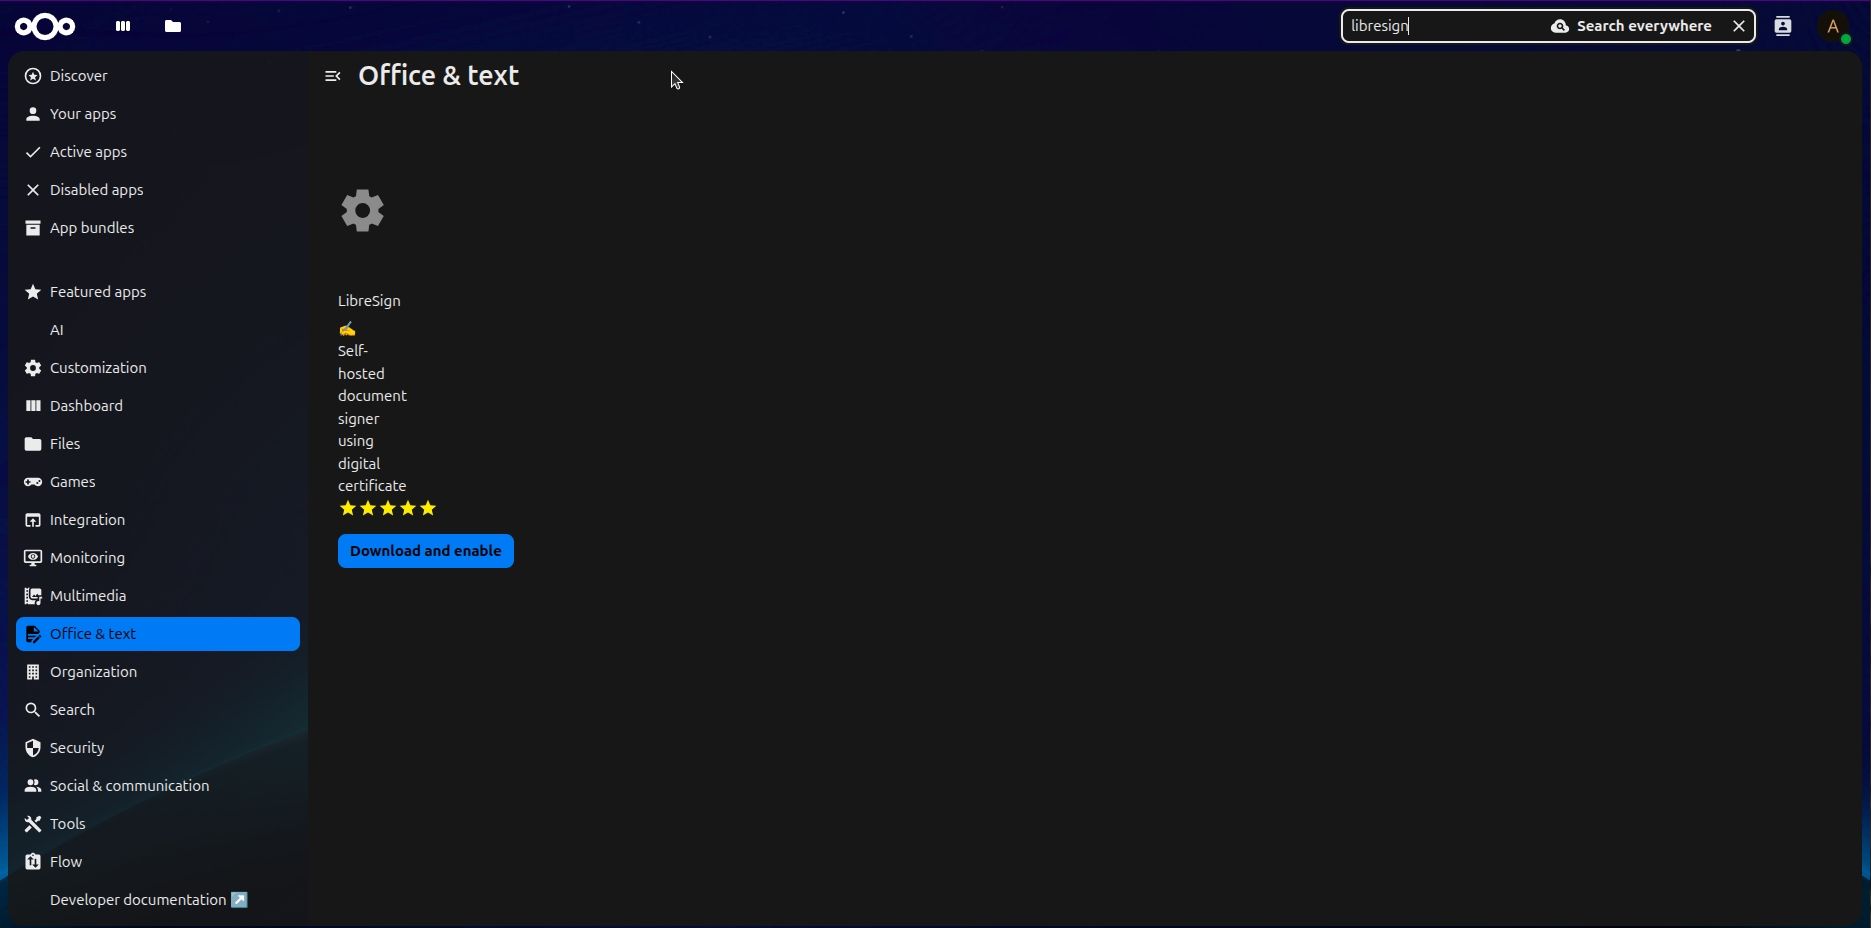 libresign
Search everywhere
A
Discover
Your apps
Active apps
Disabled apps
App bundles
Featured apps
AI
Customization
Dashboard
Files
Games
Integration
Monitoring
Multimedia
Office & text
Organization
Search
Security
Social & communication
Tools
Flow
Developer documentation ↗️
Office & text
LibreSign
✍️
Self-
hosted
document
signer
using
digital
certificate
Download and enable